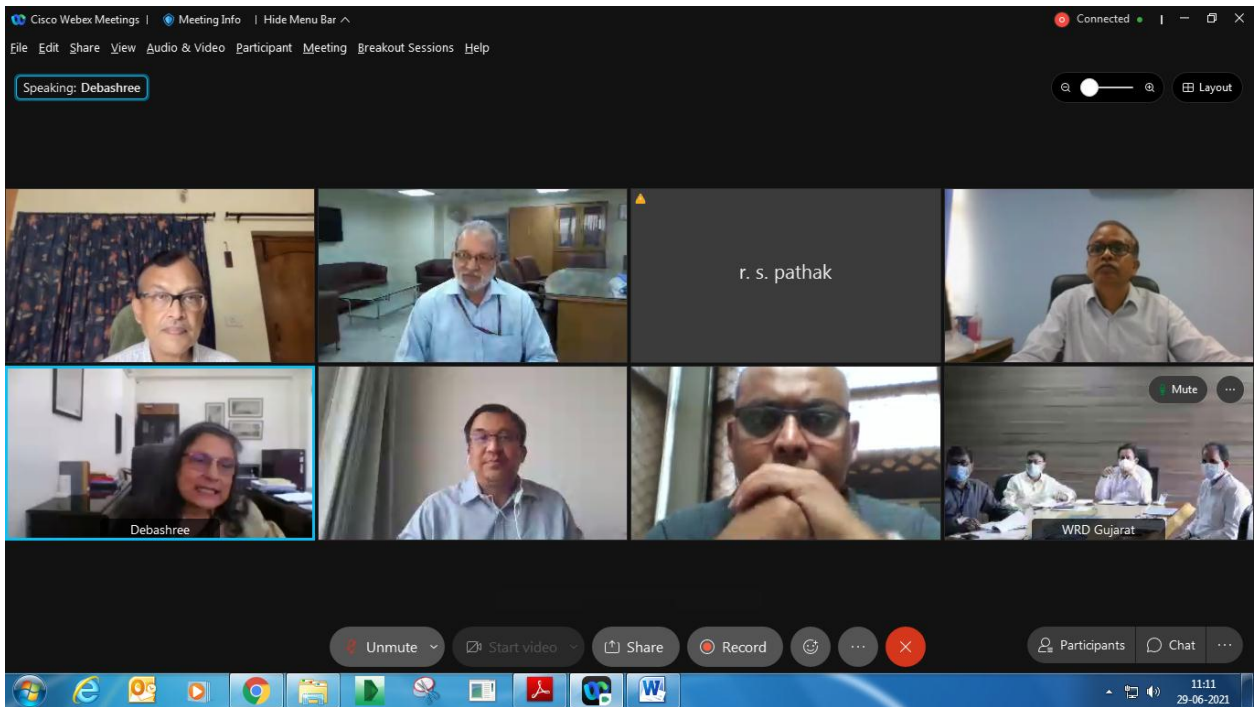 Cisco Webex Meetings | Meeting Info | Hide Menu Bar
Connected
File Edit Share View Audio & Video Participant Meeting Breakout Sessions Help
Speaking: Debashree
Layout
r. s. pathak
Mute
Debashree
WRD Gujarat
Unmute
Start video
Share
Record
Participants
Chat
11:11
29-06-2021